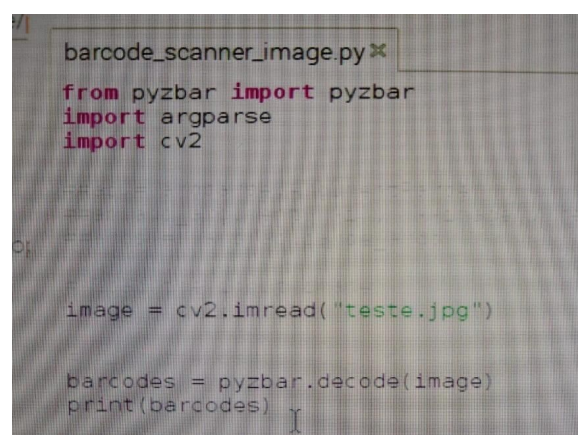 barcode_scanner_image.py
from pyzbar import pyzbar
import argparse
import cv2
image = cv2.imread("teste.jpg")
barcodes = pyzbar.decode(image)
print(barcodes)